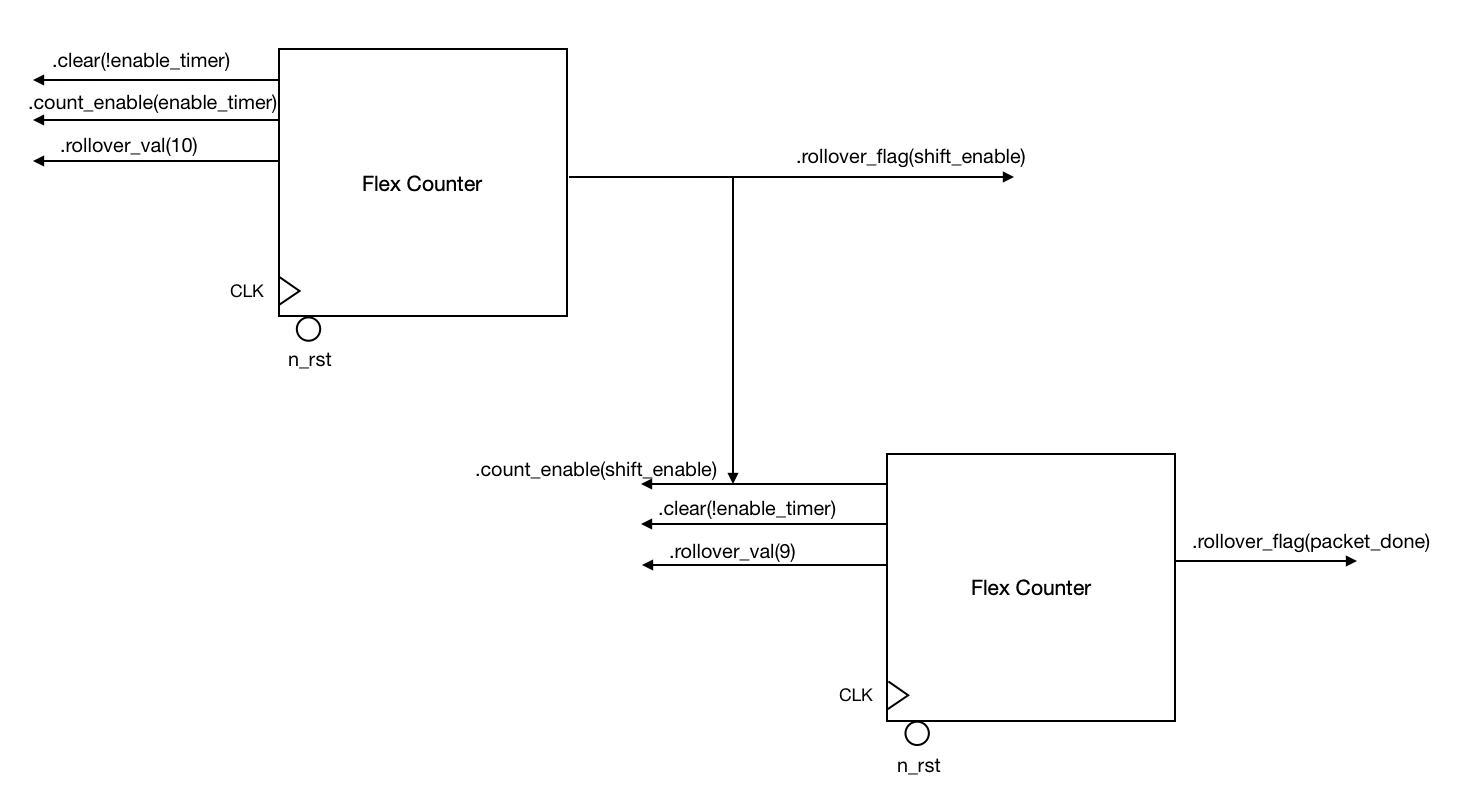 .clear(!enable_timer)
.count_enable(enable_timer)
.rollover_val(10)
.rollover_flag(shift_enable)
Flex Counter
CLK
n_rst
.count_enable(shift_enable)
.clear(!enable_timer)
.rollover_val(9)
.rollover_flag(packet_done)
Flex Counter
CLK
n_rst